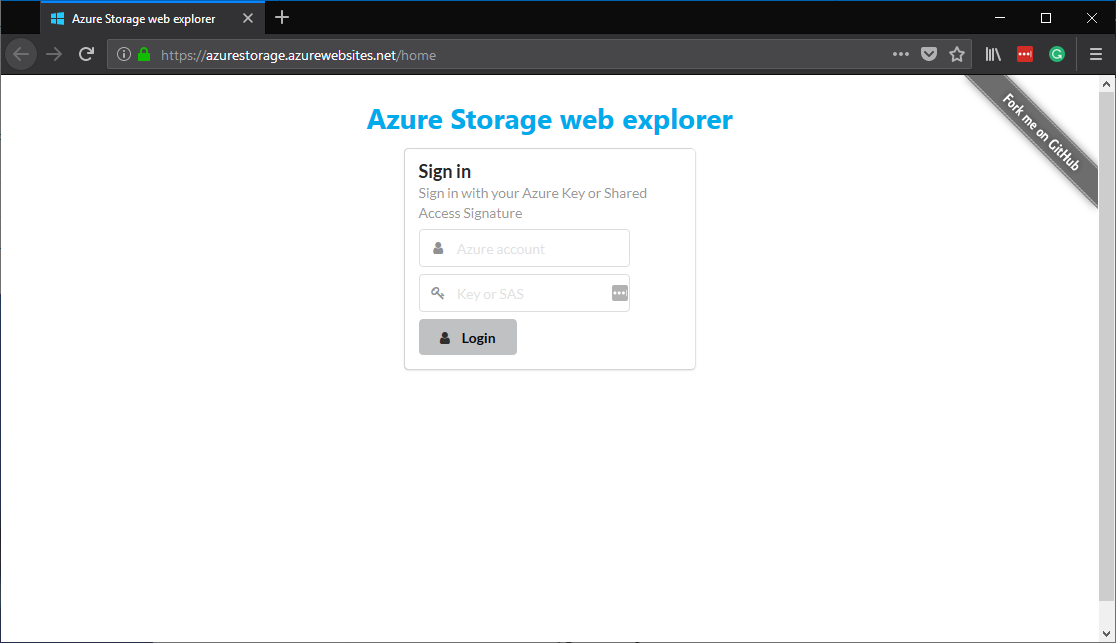 Azure Storage web explorer
https://azurestorage.azurewebsites.net/home
Fork me on GitHub
Azure Storage web explorer
Sign in
Sign in with your Azure Key or Shared
Access Signature
Azure account
Key or SAS
Login